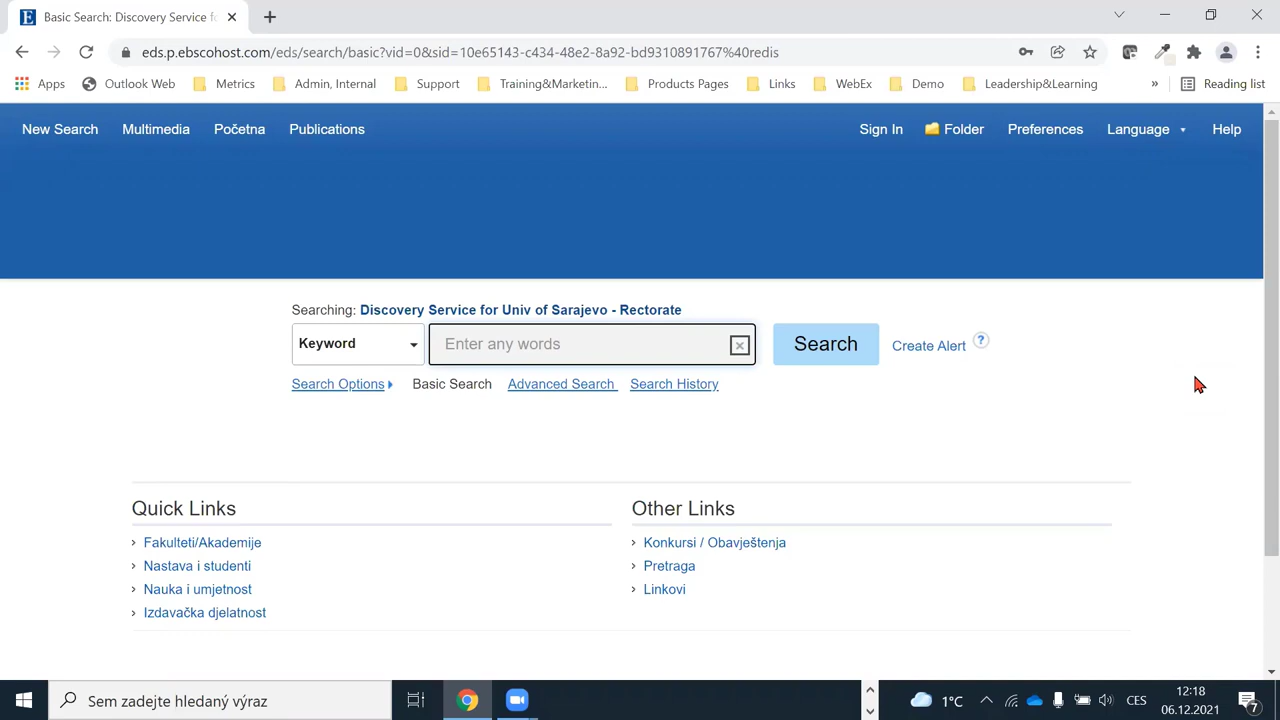 Basic Search: Discovery Service fo
eds.p.ebscohost.com/eds/search/basic?vid=0&sid=10e65143-c434-48e2-8a92-bd9310891767%40redis
Apps Outlook Web Metrics Admin, Internal Support Training&Marketin... Products Pages Links WebEx Demo Leadership&Learning » Reading list
New Search Multimedia Početna Publications Sign In Folder Preferences Language Help
Searching: Discovery Service for Univ of Sarajevo - Rectorate
Keyword Enter any words Search Create Alert ?
Search Options Basic Search Advanced Search Search History
Quick Links
Fakulteti/Akademije
Nastava i studenti
Nauka i umjetnost
Izdavačka djelatnost
Other Links
Konkursi / Obavještenja
Pretraga
Linkovi
Sem zadejte hledaný výraz
1°C CES 12:18
06.12.2021
7